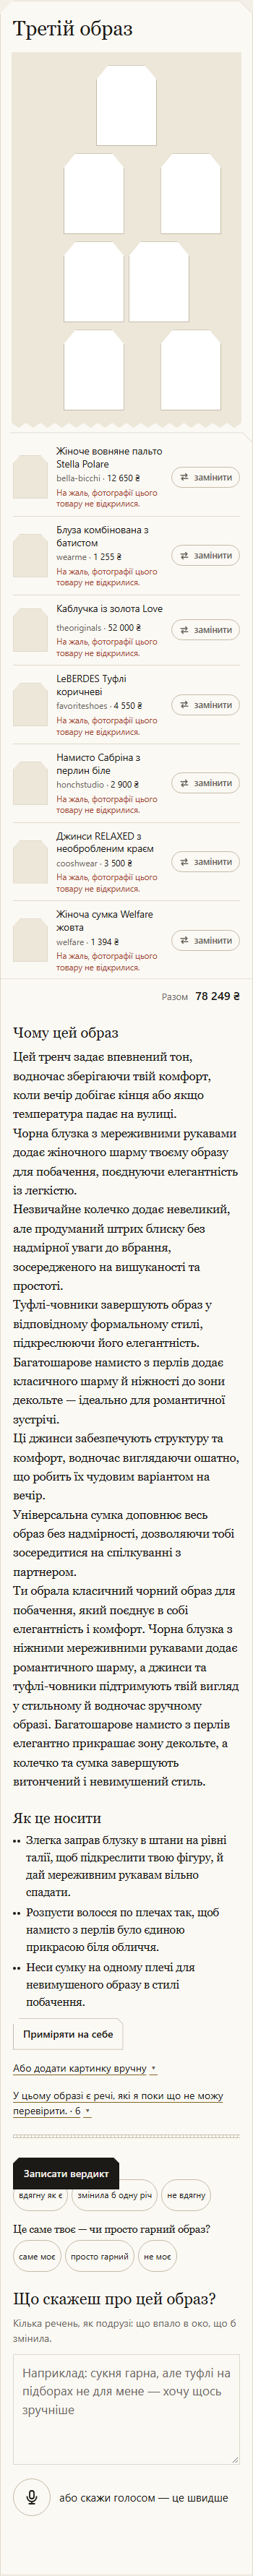 Третій образ
Жіноче вовняне пальто
Stella Polare
bella-bicchi · 12 650 ₴
На жаль, фотографії цього
товару не відкрилися.
замінити
Блуза комбінована з
батистом
wearme · 1 255 ₴
На жаль, фотографії цього
товару не відкрилися.
замінити
Каблучка із золота Love
theoriginals · 52 000 ₴
На жаль, фотографії цього
товару не відкрилися.
замінити
LeBERDES Туфлі
коричневі
favoriteshoes · 4 550 ₴
На жаль, фотографії цього
товару не відкрилися.
замінити
Намисто Сабріна з
перлин біле
honchstudio · 2 900 ₴
На жаль, фотографії цього
товару не відкрилися.
замінити
Джинси RELAXED з
необробленим краєм
cooshwear · 3 500 ₴
На жаль, фотографії цього
товару не відкрилися.
замінити
Жіноча сумка Welfare
жовта
welfare · 1 394 ₴
На жаль, фотографії цього
товару не відкрилися.
замінити
Разом 78 249 ₴
Чому цей образ
Цей тренч задає впевнений тон,
водночас зберігаючи твій комфорт,
коли вечір добігає кінця або якщо
температура падає на вулиці.
Чорна блузка з мереживними рукавами
додає жіночного шарму твоєму образу
для побачення, поєднуючи елегантність
із легкістю.
Незвичайне колечко додає невеликий,
але продуманий штрих блиску без
надмірної уваги до вбрання,
зосередженого на вишуканості та
простоті.
Туфлі-човники завершують образ у
відповідному формальному стилі,
підкреслюючи його елегантність.
Багатошарове намисто з перлів додає
класичного шарму й ніжності до зони
декольте — ідеально для романтичної
зустрічі.
Ці джинси забезпечують структуру та
комфорт, водночас виглядаючи ошатно,
що робить їх чудовим варіантом на
вечір.
Універсальна сумка доповнює весь
образ без надмірності, дозволяючи тобі
зосередитися на спілкуванні з
партнером.
Ти обрала класичний чорний образ для
побачення, який поєднує в собі
елегантність і комфорт. Чорна блузка з
ніжними мереживними рукавами додає
романтичного шарму, а джинси та
туфлі-човники підтримують твій вигляд
у стильному й водночас зручному
образі. Багатошарове намисто з перлів
елегантно прикрашає зону декольте, а
колечко та сумка завершують
витончений і невимушений стиль.
Як це носити
Злегка заправ блузку в штани на рівні
талії, щоб підкреслити твою фігуру, й
дай мереживним рукавам вільно
спадати.
Розпусти волосся по плечах так, щоб
намисто з перлів було єдиною
прикрасою біля обличчя.
Неси сумку на одному плечі для
невимушеного образу в стилі
побачення.
Приміряти на себе
Або додати картинку вручну
У цьому образі є речі, які я поки що не можу
перевірити. · 6
Записати вердикт
вдягну як є
змінила б одну річ
не вдягну
Це саме твоє — чи просто гарний образ?
саме моє
просто гарний
не моє
Що скажеш про цей образ?
Кілька речень, як подрузі: що впало в око, що б
змінила.
Наприклад: сукня гарна, але туфлі на
підборах не для мене — хочу щось
зручніше
або скажи голосом — це швидше